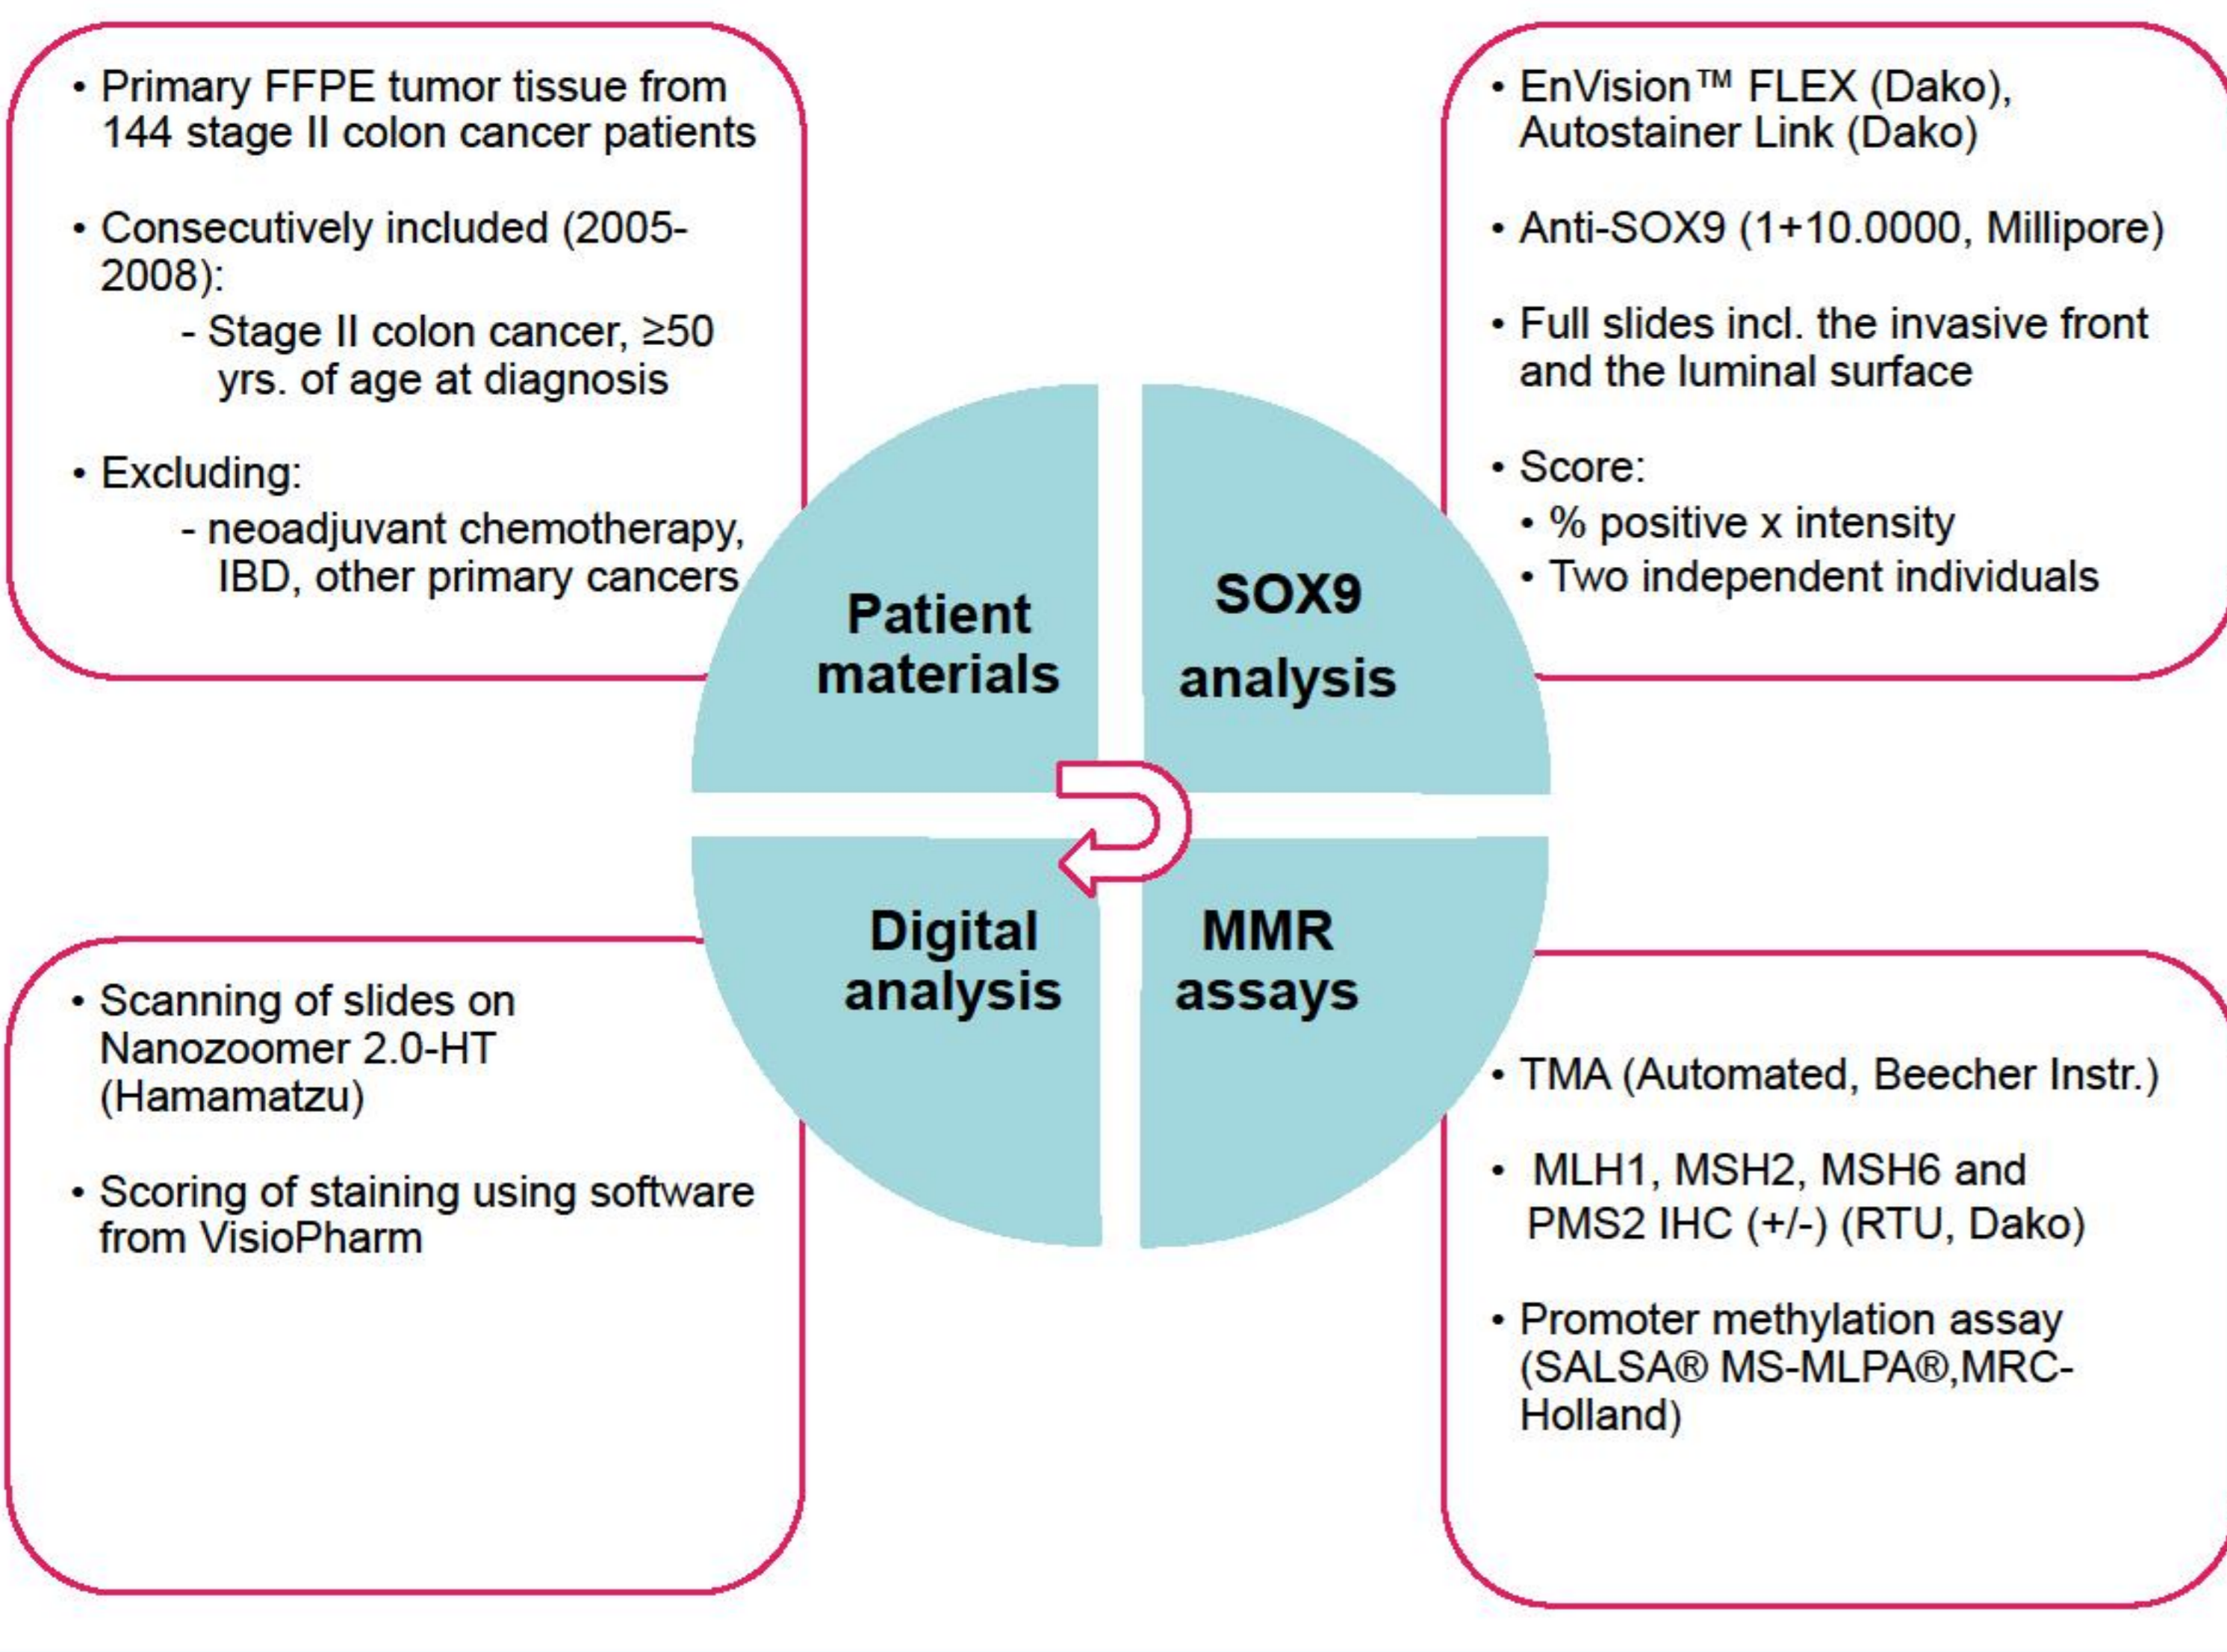 • Primary FFPE tumor tissue from
144 stage II colon cancer patients
• Consecutively included (2005-
2008):
- Stage II colon cancer, ≥50
yrs. of age at diagnosis
• Excluding:
- neoadjuvant chemotherapy,
IBD, other primary cancers
• EnVision™ FLEX (Dako),
Autostainer Link (Dako)
• Anti-SOX9 (1+10.0000, Millipore)
• Full slides incl. the invasive front
and the luminal surface
• Score:
• % positive x intensity
• Two independent individuals
Patient
materials
SOX9
analysis
Digital
analysis
MMR
assays
• Scanning of slides on
Nanozoomer 2.0-HT
(Hamamatzu)
• Scoring of staining using software
from VisioPharm
• TMA (Automated, Beecher Instr.)
• MLH1, MSH2, MSH6 and
PMS2 IHC (+/-) (RTU, Dako)
• Promoter methylation assay
(SALSA® MS-MLPA®,MRC-
Holland)